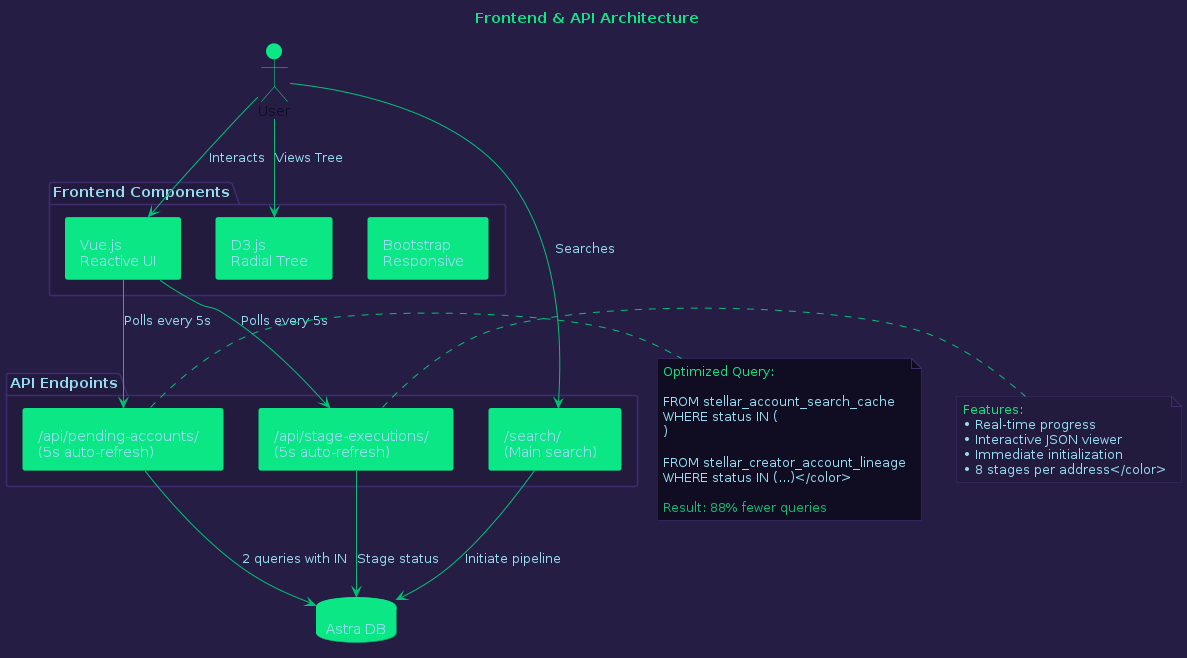 Frontend & API Architecture
User
Interacts
Views Tree
Frontend Components
Vue.js
Reactive UI
D3.js
Radial Tree
Bootstrap
Responsive
Searches
Polls every 5s
Polls every 5s
API Endpoints
/api/pending-accounts/
(5s auto-refresh)
/api/stage-executions/
(5s auto-refresh)
/search/
(Main search)
Optimized Query:
FROM stellar_account_search_cache
WHERE status IN (
)
FROM stellar_creator_account_lineage
WHERE status IN (...)</color>
Result: 88% fewer queries
Features:
• Real-time progress
• Interactive JSON viewer
• Immediate initialization
• 8 stages per address</color>
2 queries with IN
Stage status
Initiate pipeline
Astra DB